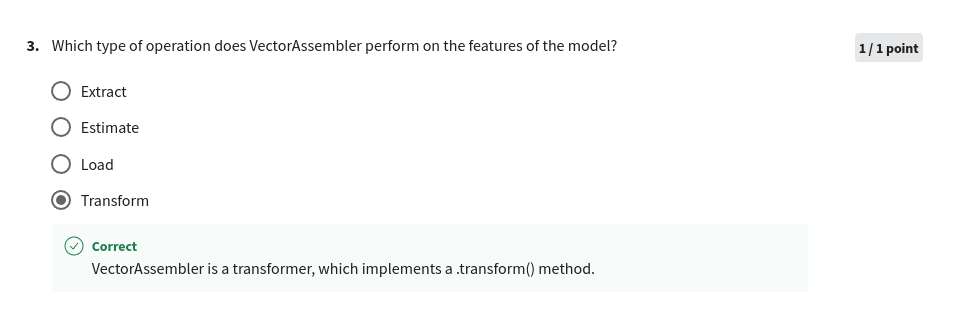 3. Which type of operation does VectorAssembler perform on the features of the model?
1 / 1 point
Extract
Estimate
Load
Transform
Correct
VectorAssembler is a transformer, which implements a .transform() method.